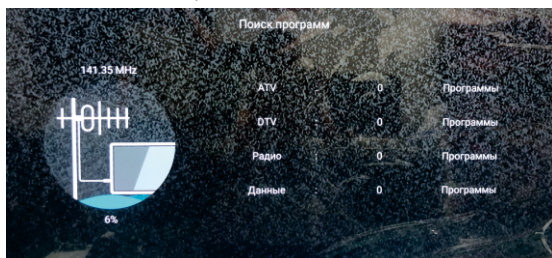 Поиск программ
141.35 MHz
ATV : 0 Программы
DTV : 0 Программы
Радио : 0 Программы
Данные : 0 Программы
6%